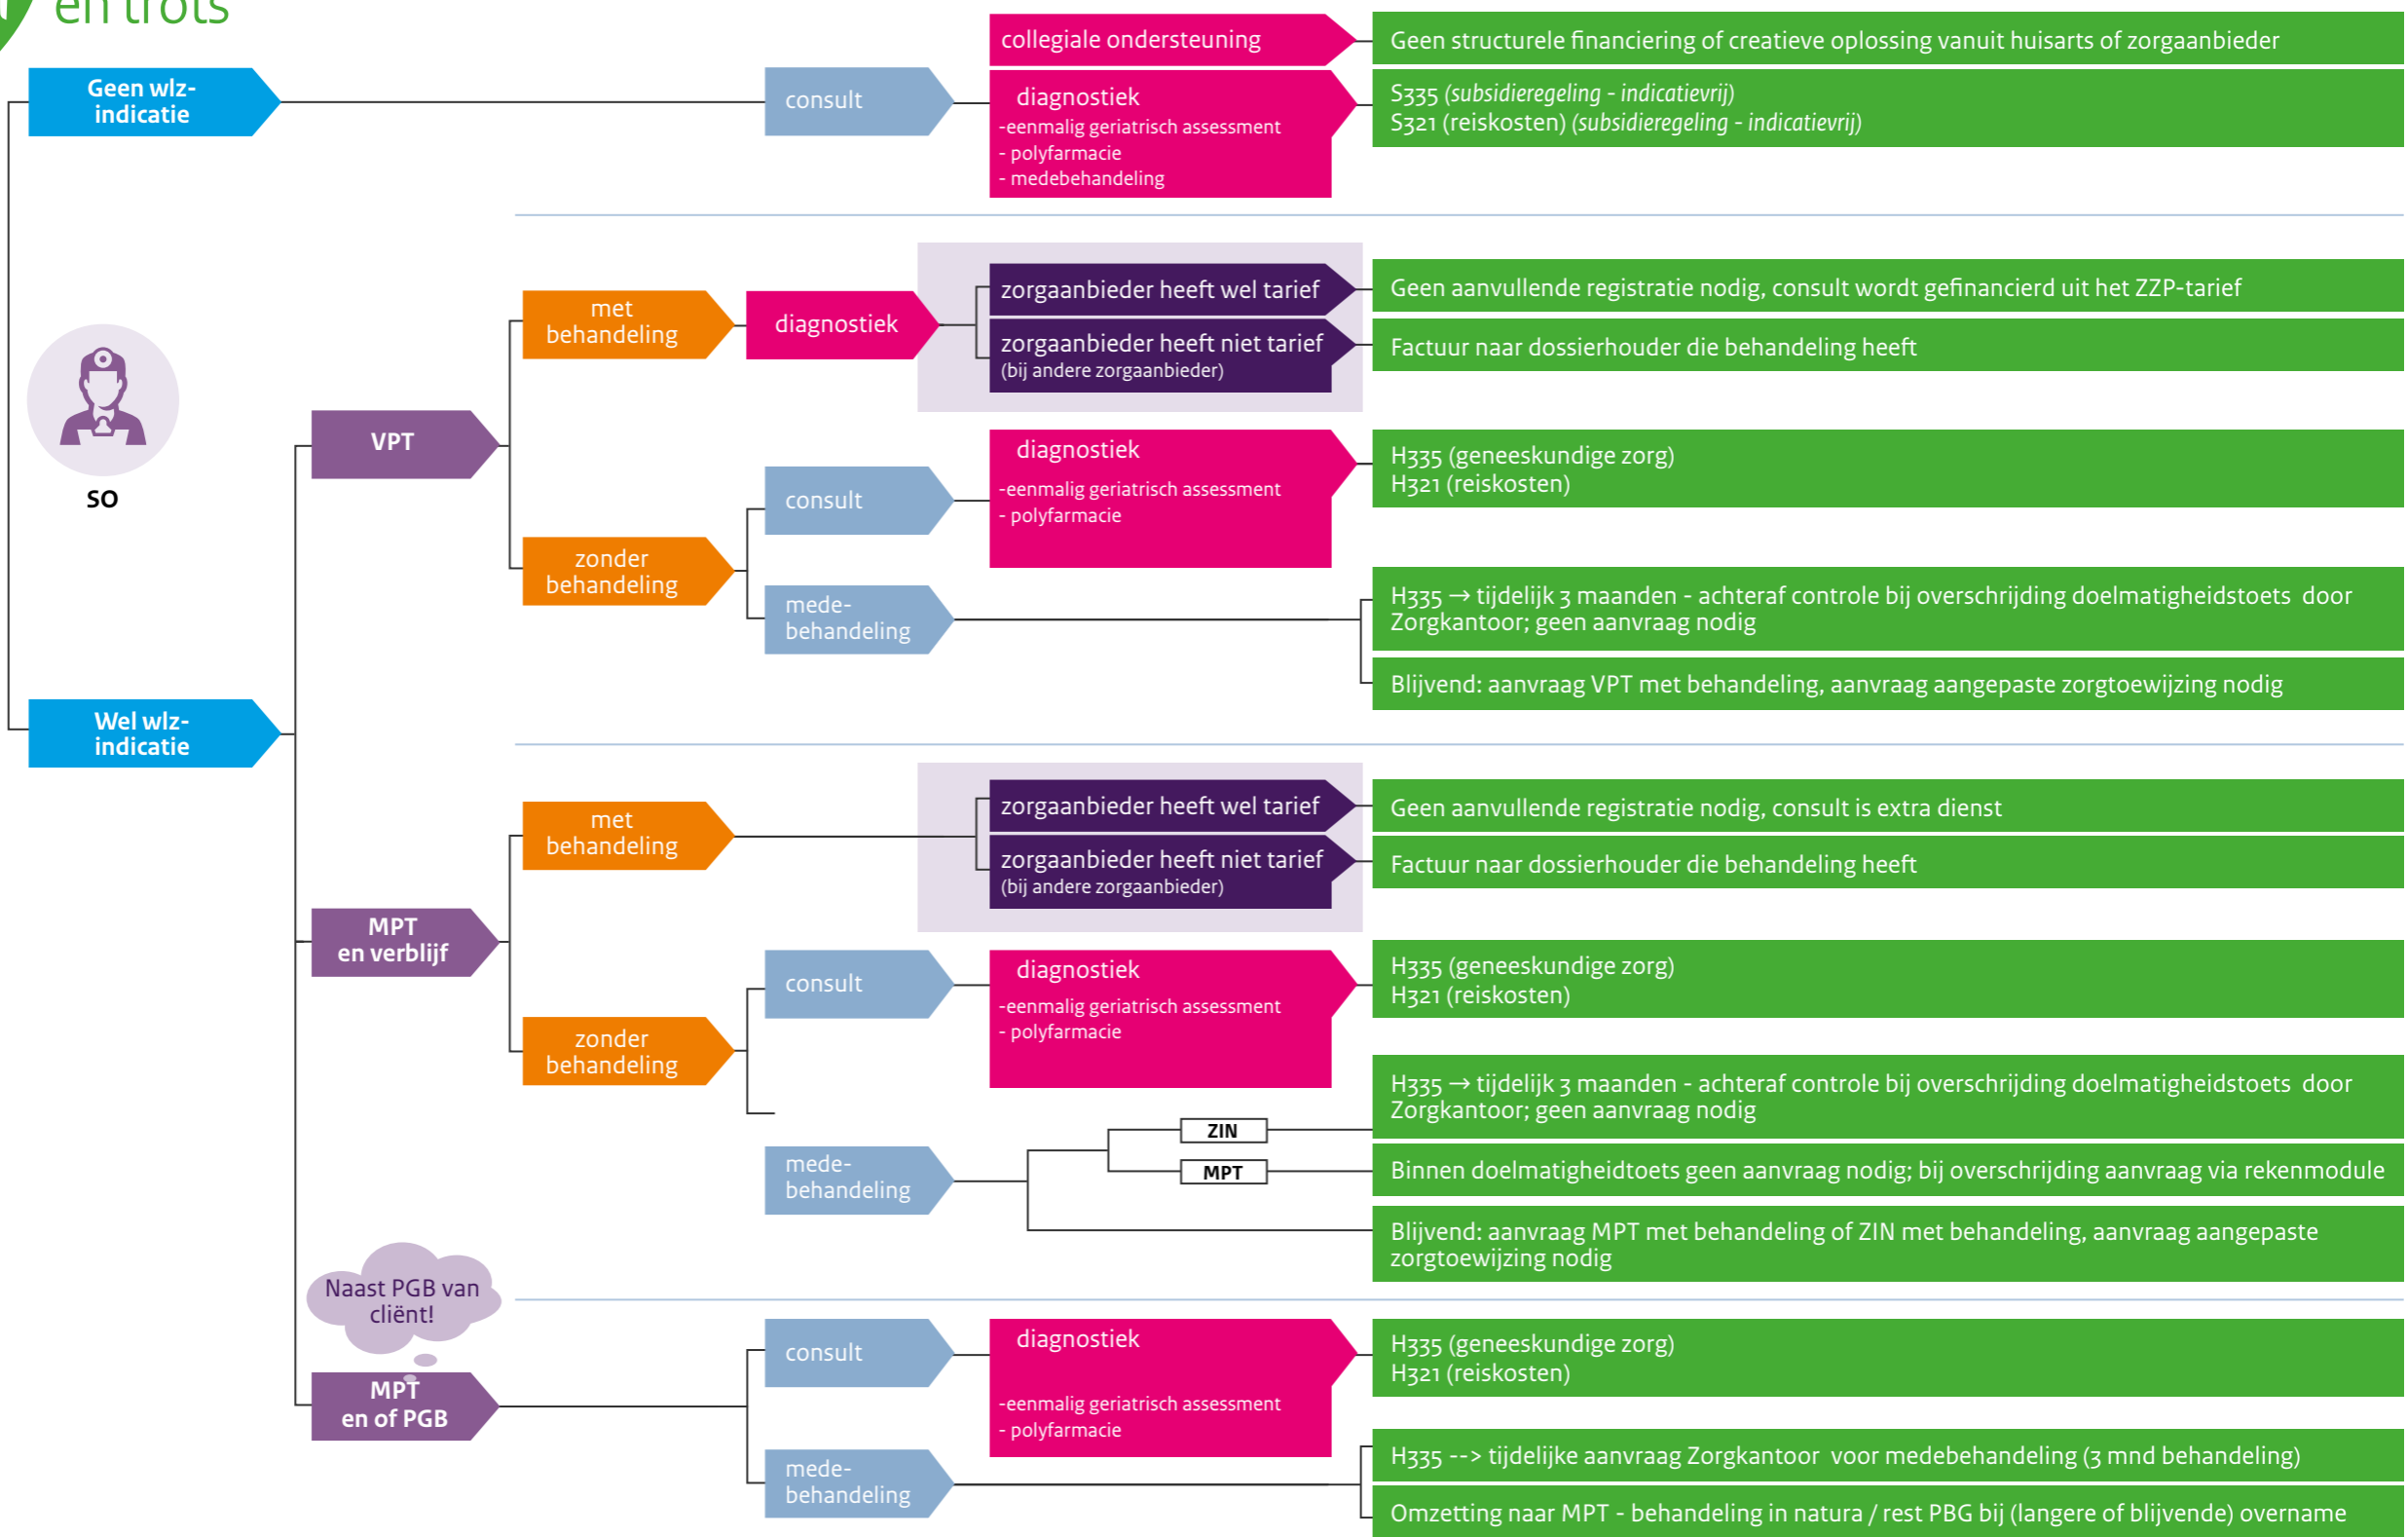 en trots
collegiale ondersteuning
Geen structurele financiering of creatieve oplossing vanuit huisarts of zorgaanbieder
Geen wlz-
indicatie
consult
diagnostiek
-eenmalig geriatrisch assessment
- polyfarmacie
- medebehandeling
S335 (subsidieregeling - indicatievrij)
S321 (reiskosten) (subsidieregeling - indicatievrij)
SO
VPT
met
behandeling
diagnostiek
zorgaanbieder heeft wel tarief
Geen aanvullende registratie nodig, consult wordt gefinancierd uit het ZZP-tarief
zorgaanbieder heeft niet tarief
(bij andere zorgaanbieder)
Factuur naar dossierhouder die behandeling heeft
zonder
behandeling
consult
diagnostiek
-eenmalig geriatrisch assessment
- polyfarmacie
H335 (geneeskundige zorg)
H321 (reiskosten)
mede-
behandeling
H335 → tijdelijk 3 maanden - achteraf controle bij overschrijding doelmatigheidstoets door
Zorgkantoor; geen aanvraag nodig
Blijvend: aanvraag VPT met behandeling, aanvraag aangepaste zorgtoewijzing nodig
Wel wlz-
indicatie
MPT
en verblijf
met
behandeling
zorgaanbieder heeft wel tarief
Geen aanvullende registratie nodig, consult is extra dienst
zorgaanbieder heeft niet tarief
(bij andere zorgaanbieder)
Factuur naar dossierhouder die behandeling heeft
zonder
behandeling
consult
diagnostiek
-eenmalig geriatrisch assessment
- polyfarmacie
H335 (geneeskundige zorg)
H321 (reiskosten)
mede-
behandeling
ZIN
H335 → tijdelijk 3 maanden - achteraf controle bij overschrijding doelmatigheidstoets door
Zorgkantoor; geen aanvraag nodig
MPT
Binnen doelmatigheidtoets geen aanvraag nodig; bij overschrijding aanvraag via rekenmodule
Blijvend: aanvraag MPT met behandeling of ZIN met behandeling, aanvraag aangepaste
zorgtoewijzing nodig
Naast PGB van
cliënt!
MPT
en of PGB
consult
diagnostiek
-eenmalig geriatrisch assessment
- polyfarmacie
H335 (geneeskundige zorg)
H321 (reiskosten)
mede-
behandeling
H335 --> tijdelijke aanvraag Zorgkantoor voor medebehandeling (3 mnd behandeling)
Omzetting naar MPT - behandeling in natura / rest PBG bij (langere of blijvende) overname